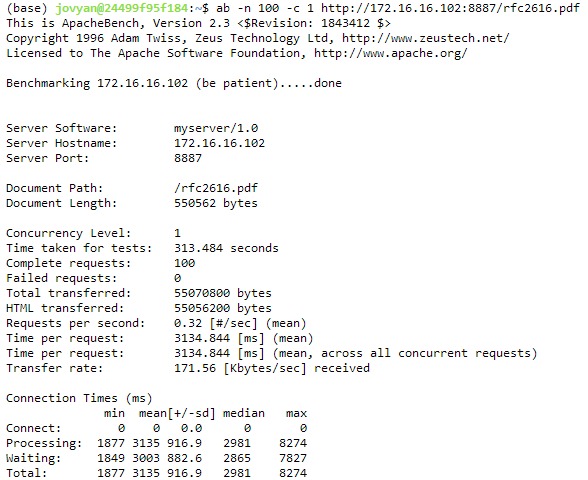 (base) jovyan@24499f95f184:~$ ab -n 100 -c 1 http://172.16.16.102:8887/rfc2616.pdf
This is ApacheBench, Version 2.3 <$Revision: 1843412 $>
Copyright 1996 Adam Twiss, Zeus Technology Ltd, http://www.zeustech.net/
Licensed to The Apache Software Foundation, http://www.apache.org/

Benchmarking 172.16.16.102 (be patient).....done

Server Software:        myserver/1.0
Server Hostname:        172.16.16.102
Server Port:            8887

Document Path:          /rfc2616.pdf
Document Length:        550562 bytes

Concurrency Level:      1
Time taken for tests:   313.484 seconds
Complete requests:      100
Failed requests:        0
Total transferred:      55070800 bytes
HTML transferred:       55056200 bytes
Requests per second:    0.32 [#/sec] (mean)
Time per request:       3134.844 [ms] (mean)
Time per request:       3134.844 [ms] (mean, across all concurrent requests)
Transfer rate:          171.56 [Kbytes/sec] received

Connection Times (ms)
              min  mean[+/-sd] median   max
Connect:        0    0   0.0      0       0
Processing:  1877 3135 916.9   2981    8274
Waiting:     1849 3003 882.6   2865    7827
Total:       1877 3135 916.9   2981    8274